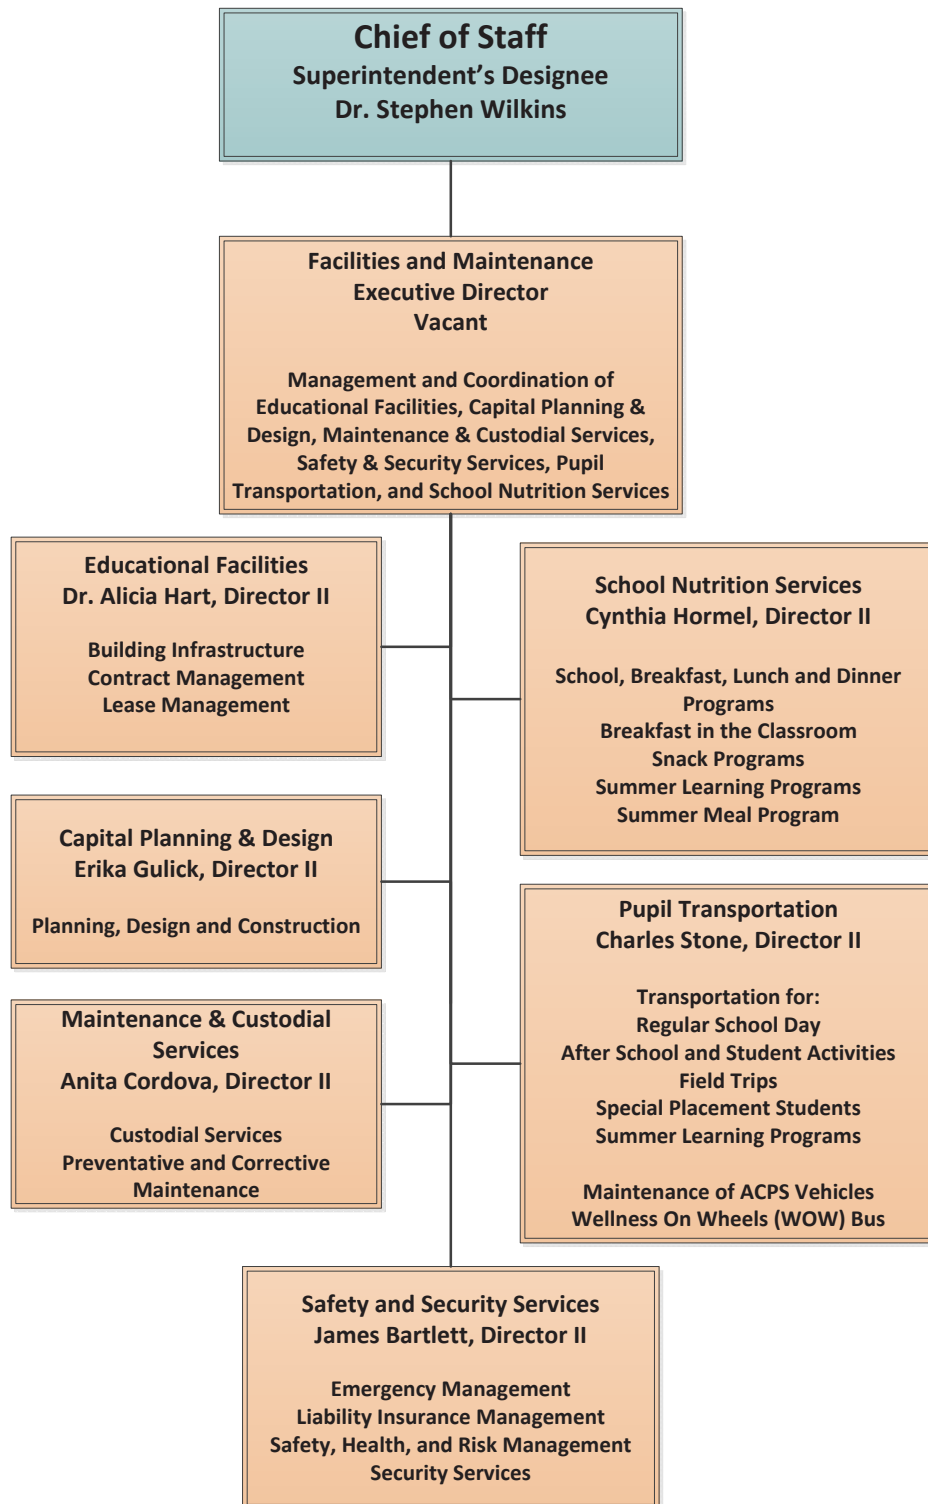 Chief of Staff
Superintendent’s Designee
Dr. Stephen Wilkins
Facilities and Maintenance
Executive Director
Vacant
Management and Coordination of
Educational Facilities, Capital Planning &
Design, Maintenance & Custodial Services,
Safety & Security Services, Pupil
Transportation, and School Nutrition Services
Educational Facilities
Dr. Alicia Hart, Director II
Building Infrastructure
Contract Management
Lease Management
School Nutrition Services
Cynthia Hormel, Director II
School, Breakfast, Lunch and Dinner
Programs
Breakfast in the Classroom
Snack Programs
Summer Learning Programs
Summer Meal Program
Capital Planning & Design
Erika Gulick, Director II
Planning, Design and Construction
Pupil Transportation
Charles Stone, Director II
Transportation for:
Regular School Day
After School and Student Activities
Field Trips
Special Placement Students
Summer Learning Programs
Maintenance of ACPS Vehicles
Wellness On Wheels (WOW) Bus
Maintenance & Custodial
Services
Anita Cordova, Director II
Custodial Services
Preventative and Corrective
Maintenance
Safety and Security Services
James Bartlett, Director II
Emergency Management
Liability Insurance Management
Safety, Health, and Risk Management
Security Services